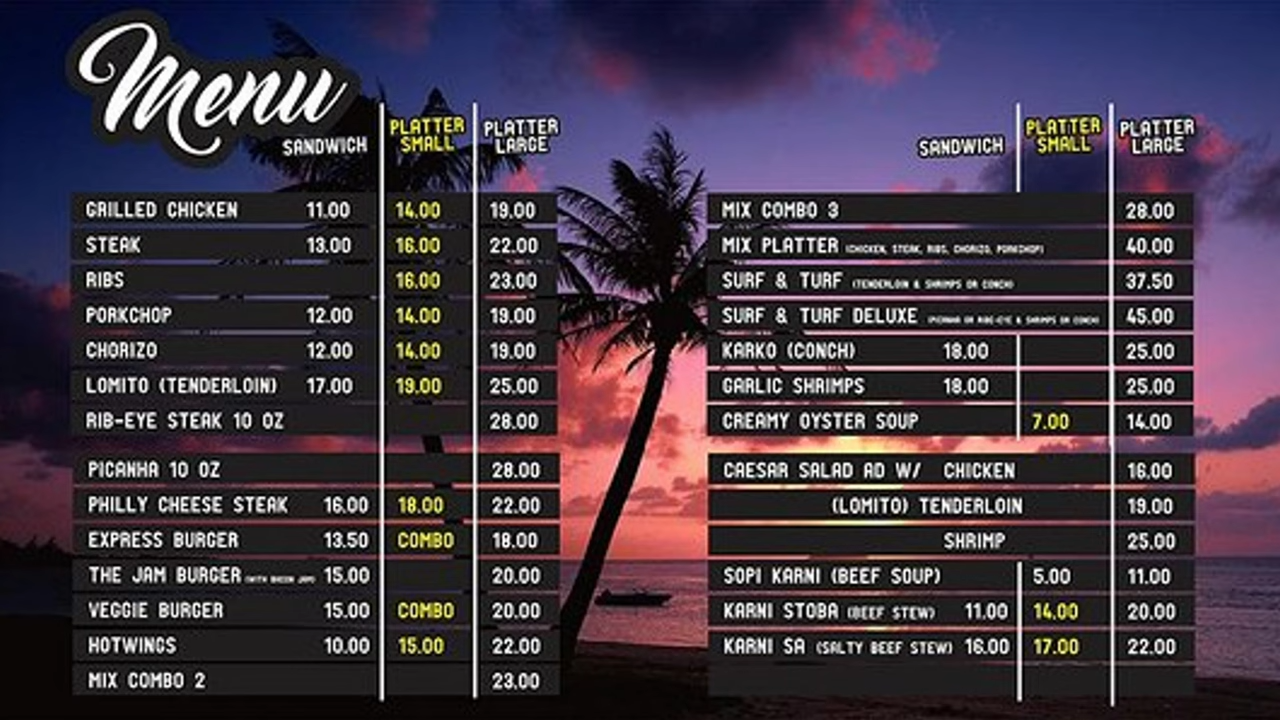 Menu
SANDWICH PLATTER SMALL PLATTER LARGE
GRILLED CHICKEN 11.00 14.00 19.00
STEAK 13.00 16.00 22.00
RIBS 16.00 23.00
PORKCHOP 12.00 14.00 19.00
CHORIZO 12.00 14.00 19.00
LOMITO (TENDERLOIN) 17.00 19.00 25.00
RIB-EYE STEAK 10 OZ 28.00
PICANHA 10 OZ 28.00
PHILLY CHEESE STEAK 16.00 18.00 22.00
EXPRESS BURGER 13.50 COMBO 18.00
THE JAM BURGER 15.00 20.00
VEGGIE BURGER 15.00 COMBO 20.00
HOTWINGS 10.00 15.00 22.00
MIX COMBO 2 23.00
SANDWICH PLATTER SMALL PLATTER LARGE
MIX COMBO 3 28.00
MIX PLATTER (CHICKEN, STEAK, RIBS, CHORIZO, PORKCHOP) 40.00
SURF & TURF (TENDERLOIN & SHRIMPS OR CONCH) 37.50
SURF & TURF DELUXE (PICANHA OR RIBE-EYE & SHRIMPS OR CONCH) 45.00
KARKO (CONCH) 18.00 25.00
GARLIC SHRIMPS 18.00 25.00
CREAMY OYSTER SOUP 7.00 14.00
CAESAR SALAD AD W/ CHICKEN 16.00
(LOMITO) TENDERLOIN 19.00
SHRIMP 25.00
SOPI KARNI (BEEF SOUP) 5.00 11.00
KARNI STOBA (BEEF STEW) 11.00 14.00 20.00
KARNI SA (SALTY BEEF STEW) 16.00 17.00 22.00